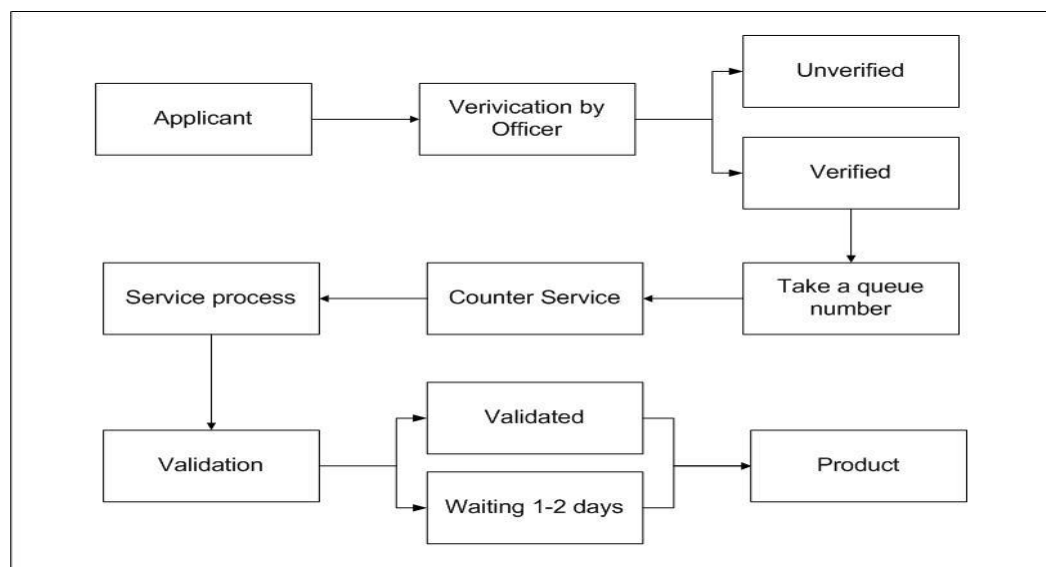 Applicant
Verivication by
Officer
Unverified
Verified
Take a queue
number
Counter Service
Service process
Validation
Validated
Waiting 1-2 days
Product